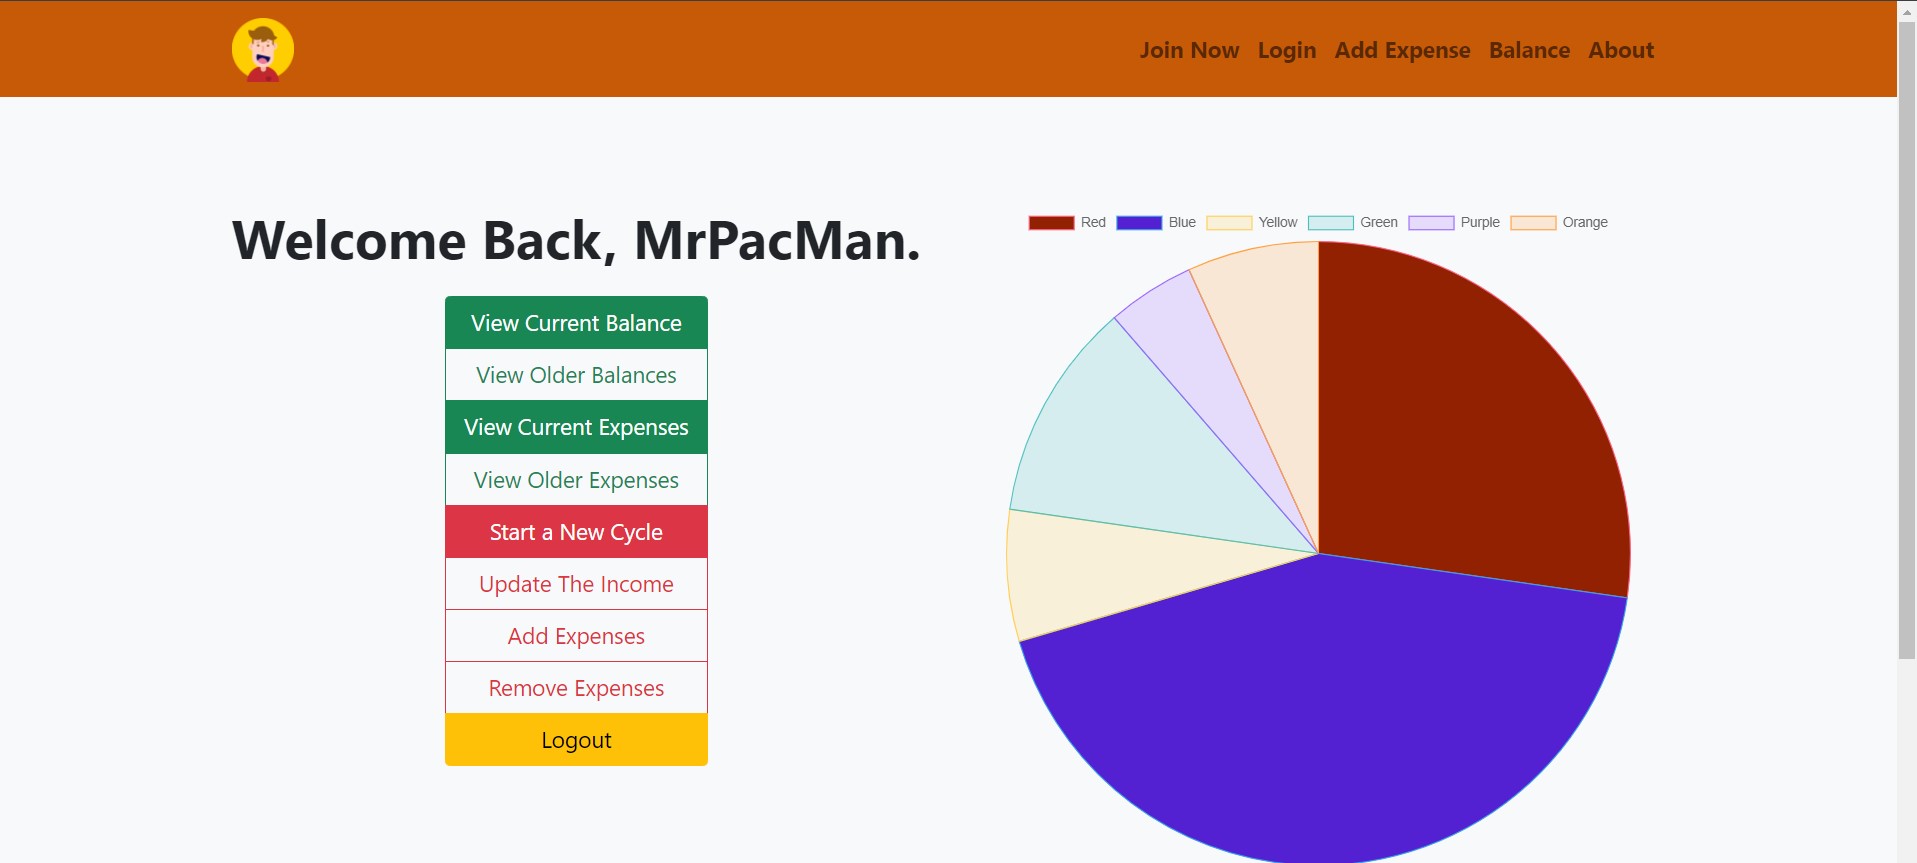 Join Now Login Add Expense Balance About
Welcome Back, MrPacMan.
View Current Balance
View Older Balances
View Current Expenses
View Older Expenses
Start a New Cycle
Update The Income
Add Expenses
Remove Expenses
Logout
Red Blue Yellow Green Purple Orange